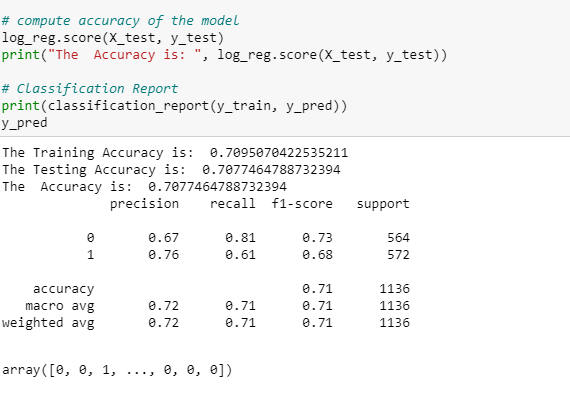 # compute accuracy of the model
log_reg.score(X_test, y_test)
print("The  Accuracy is: ", log_reg.score(X_test, y_test))
# Classification Report
print(classification_report(y_train, y_pred))
y_pred
The Training Accuracy is:  0.7095070422535211
The Testing Accuracy is:  0.7077464788732394
The  Accuracy is:  0.7077464788732394
precision    recall  f1-score   support
0       0.67      0.81      0.73       564
1       0.76      0.61      0.68       572
accuracy                           0.71      1136
macro avg       0.72      0.71      0.71      1136
weighted avg       0.72      0.71      0.71      1136
array([0, 0, 1, ..., 0, 0, 0])